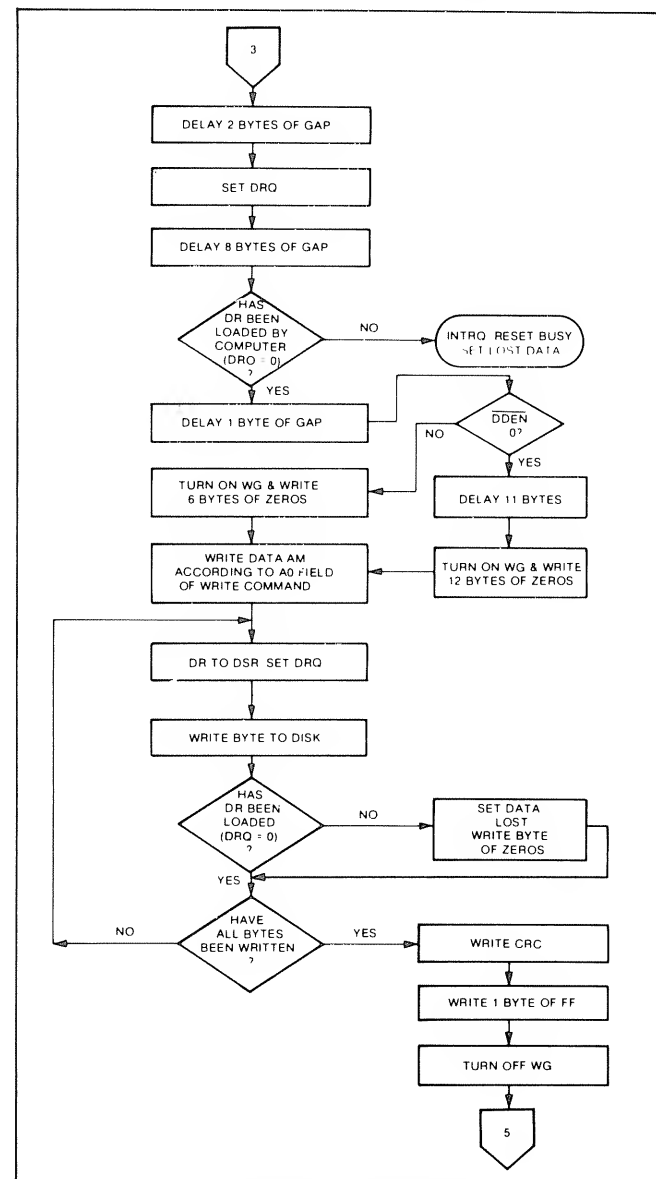 3
DELAY 2 BYTES OF GAP
SET DRQ
DELAY 8 BYTES OF GAP
HAS
DR BEEN
LOADED BY
COMPUTER
(DRQ = 0)
?
NO
INTRQ RESET BUSY
SET LOST DATA
YES
DELAY 1 BYTE OF GAP
DDEN
0?
NO
YES
TURN ON WG & WRITE
6 BYTES OF ZEROS
DELAY 11 BYTES
WRITE DATA AM
ACCORDING TO A0 FIELD
OF WRITE COMMAND
TURN ON WG & WRITE
12 BYTES OF ZEROS
DR TO DSR SET DRQ
WRITE BYTE TO DISK
HAS
DR BEEN
LOADED
(DRQ = 0)
?
NO
SET DATA
LOST
WRITE BYTE
OF ZEROS
YES
HAVE
ALL BYTES
BEEN WRITTEN
?
NO
YES
WRITE CRC
WRITE 1 BYTE OF FF
TURN OFF WG
5